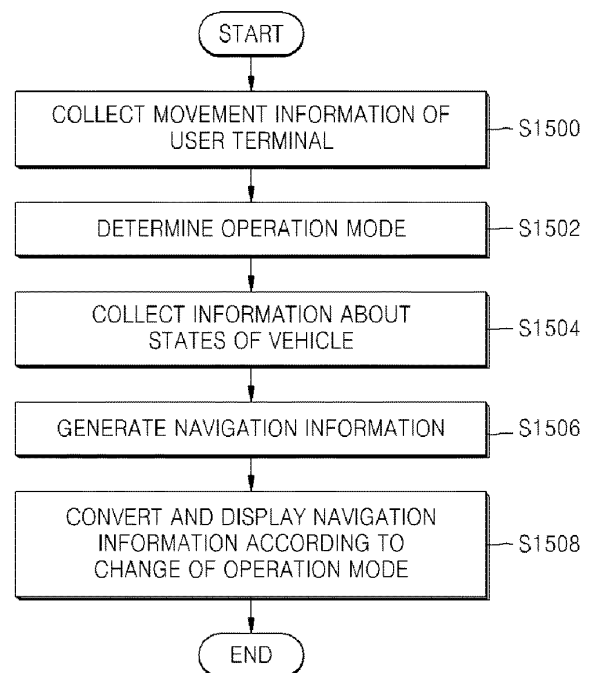 START
COLLECT MOVEMENT INFORMATION OF
USER TERMINAL
S1500
DETERMINE OPERATION MODE
S1502
COLLECT INFORMATION ABOUT
STATES OF VEHICLE
S1504
GENERATE NAVIGATION INFORMATION
S1506
CONVERT AND DISPLAY NAVIGATION
INFORMATION ACCORDING TO
CHANGE OF OPERATION MODE
S1508
END